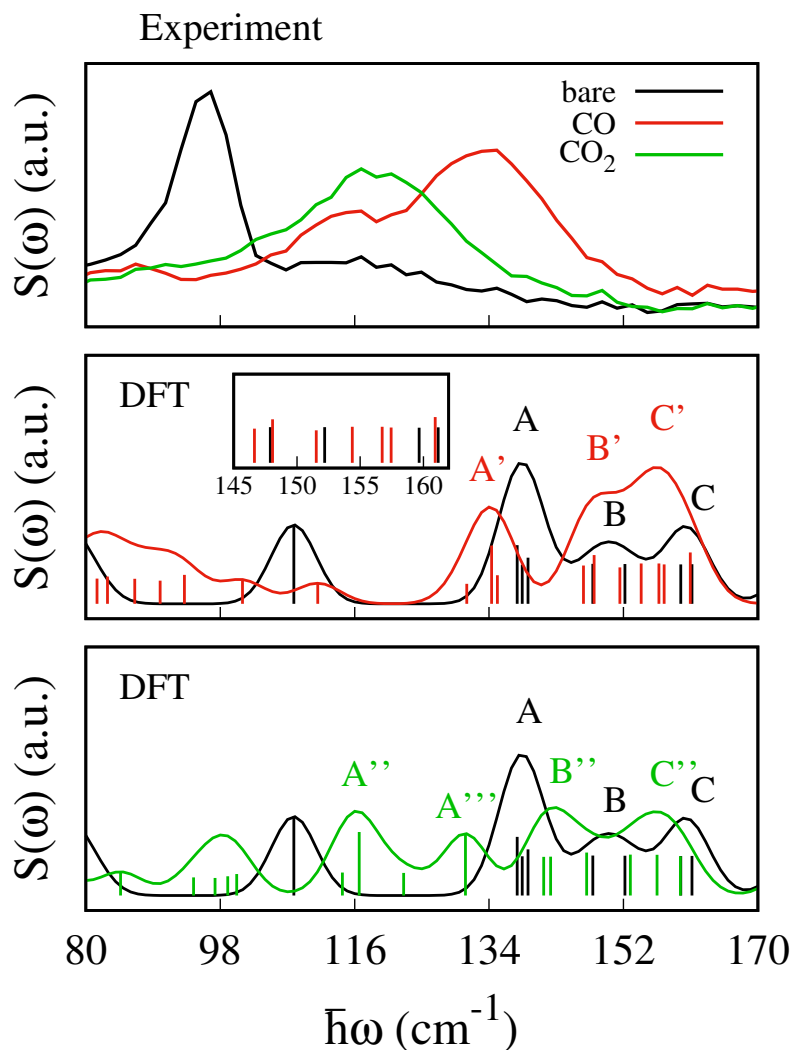 Experiment
S(ω) (a.u.)
bare
CO
CO₂
S(ω) (a.u.)
DFT
145 150 155 160
A'
A
B'
C'
B
C
S(ω) (a.u.)
DFT
A''
A'''
A
B''
B
C''
C
80 98 116 134 152 170
ħω (cm⁻¹)